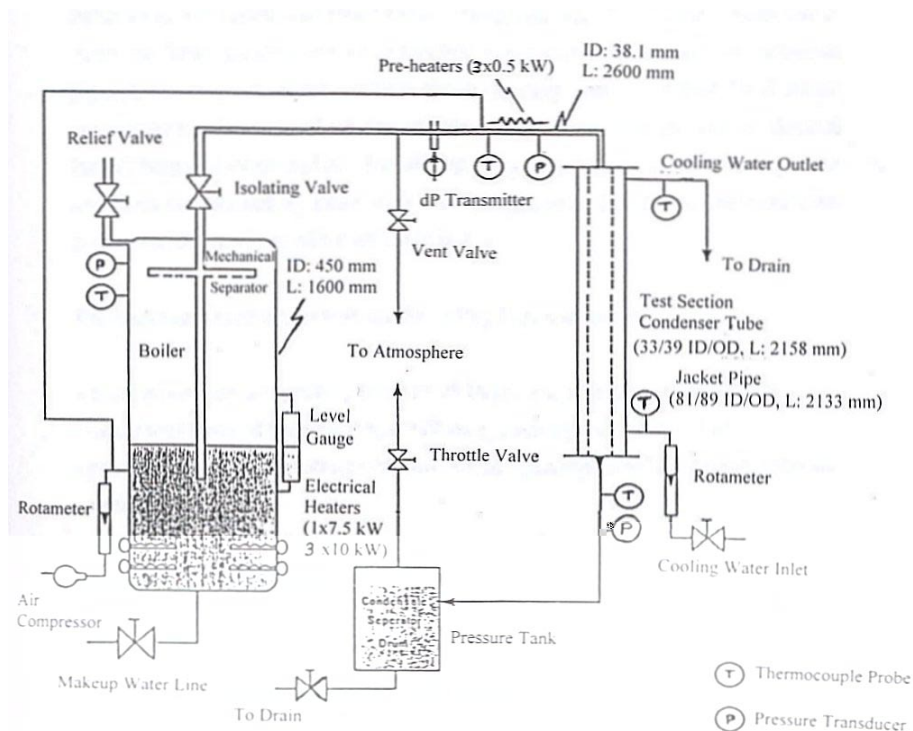 ID: 38.1 mm
L: 2600 mm
Pre-heaters (3x0.5 kW)
Relief Valve
Isolating Valve
T
P
dP Transmitter
Cooling Water Outlet
T
Vent Valve
To Drain
P
T
Mechanical
Separator
ID: 450 mm
L: 1600 mm
Boiler
To Atmosphere
Test Section
Condenser Tube
(33/39 ID/OD, L: 2158 mm)
Jacket Pipe
(81/89 ID/OD, L: 2133 mm)
T
Level
Gauge
Throttle Valve
Rotameter
Rotameter
Electrical
Heaters
(1x7.5 kW
3 x10 kW)
T
P
Cooling Water Inlet
Air
Compressor
Condensate
Seperator
Drum
Pressure Tank
Makeup Water Line
To Drain
T Thermocouple Probe
P Pressure Transducer